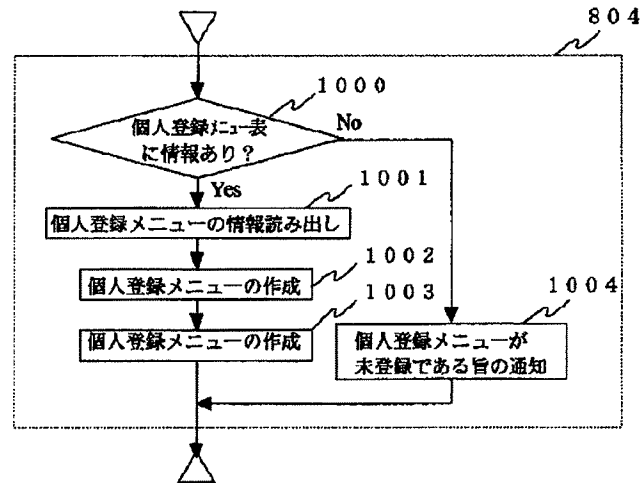 ８０４
１０００
個人登録メニュー表
に情報あり？
No
Yes
１００１
個人登録メニューの情報読み出し
１００２
個人登録メニューの作成
１００３
個人登録メニューの作成
１００４
個人登録メニューが
未登録である旨の通知